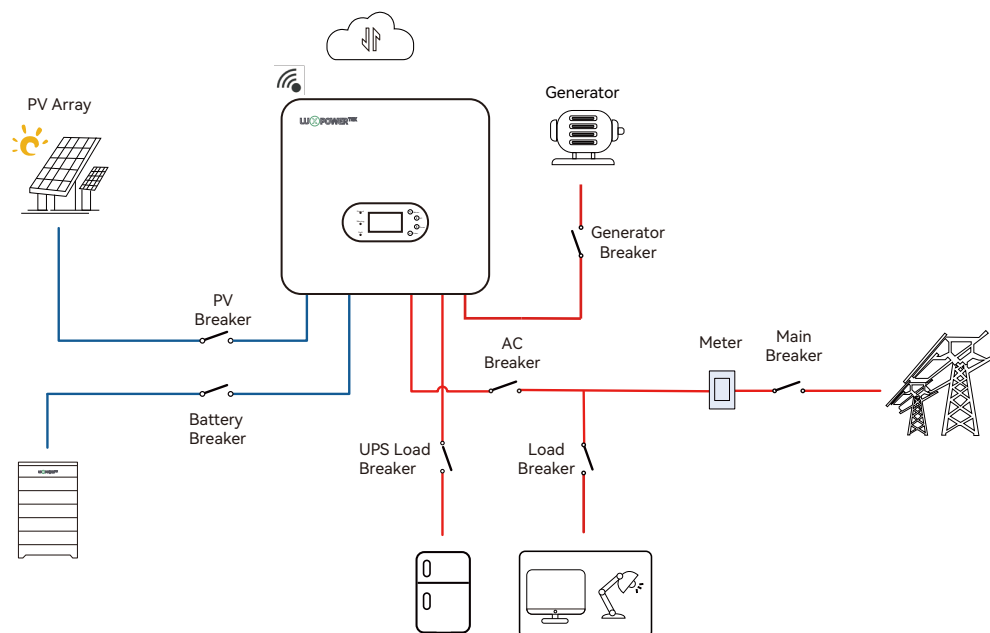 PV Array
LUXPOWERTEK
Generator
Generator
Breaker
PV
Breaker
AC
Breaker
Meter
Main
Breaker
Battery
Breaker
UPS Load
Breaker
Load
Breaker